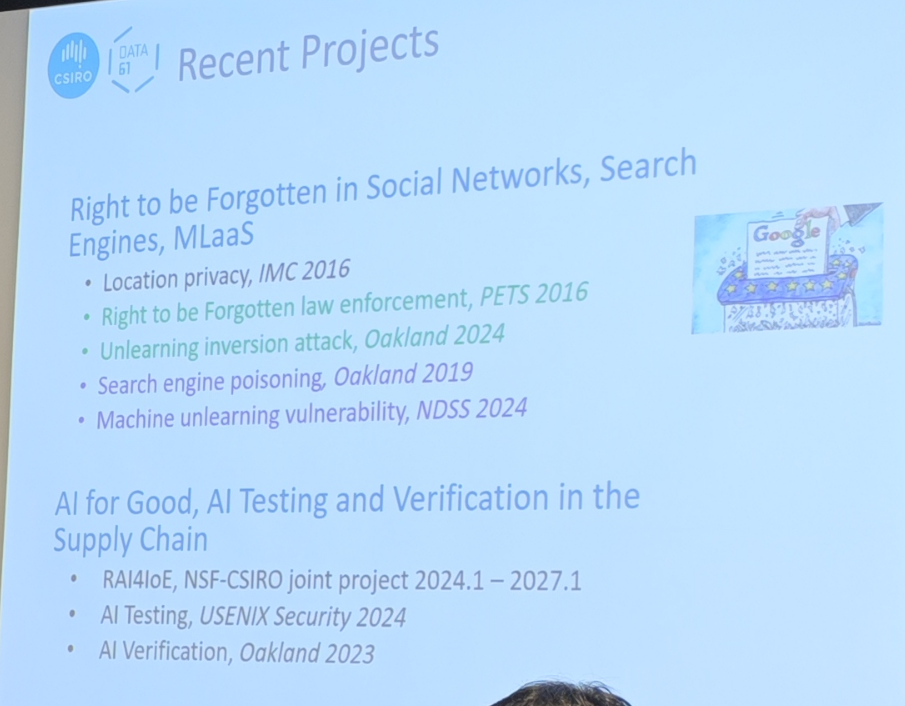 CSIRO
DATA
61
Recent Projects
Right to be Forgotten in Social Networks, Search
Engines, MLaaS
Google
• Location privacy, IMC 2016
• Right to be Forgotten law enforcement, PETS 2016
• Unlearning inversion attack, Oakland 2024
• Search engine poisoning, Oakland 2019
• Machine unlearning vulnerability, NDSS 2024
AI for Good, AI Testing and Verification in the
Supply Chain
• RAI4IoE, NSF-CSIRO joint project 2024.1 – 2027.1
• AI Testing, USENIX Security 2024
• AI Verification, Oakland 2023